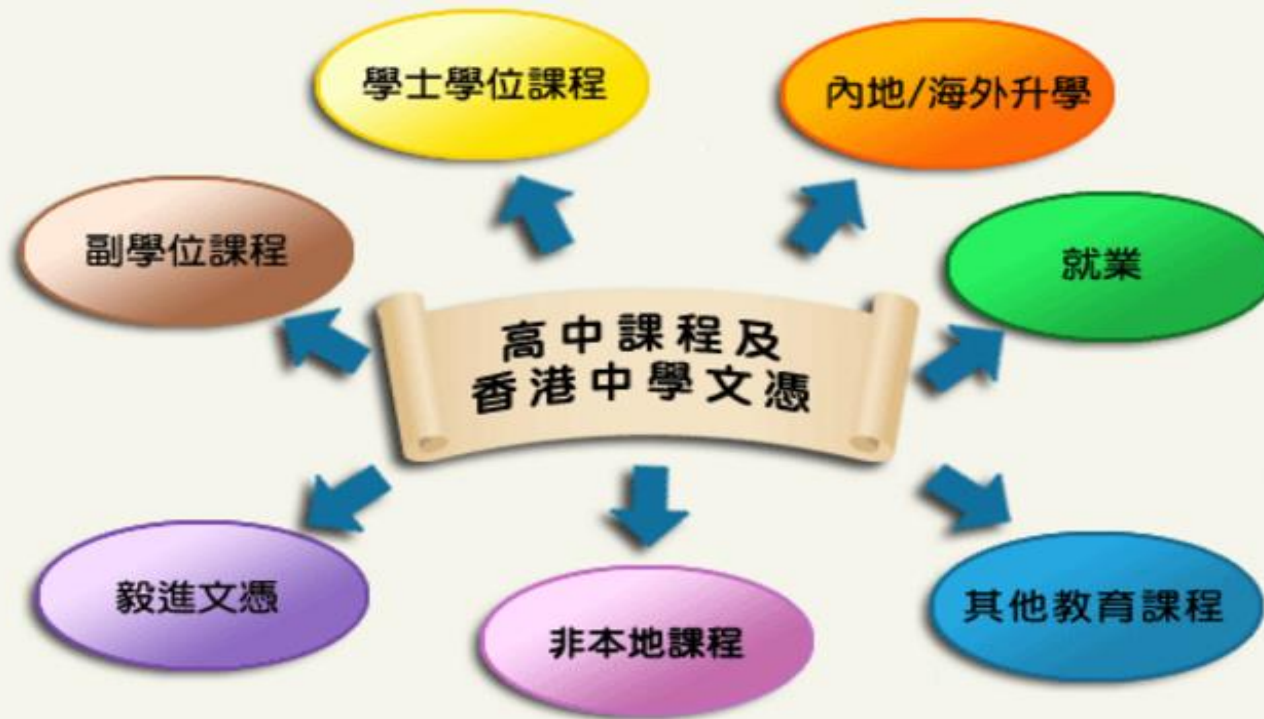 學士學位課程
內地/海外升學
副學位課程
就業
高中課程及
香港中學文憑
毅進文憑
非本地課程
其他教育課程